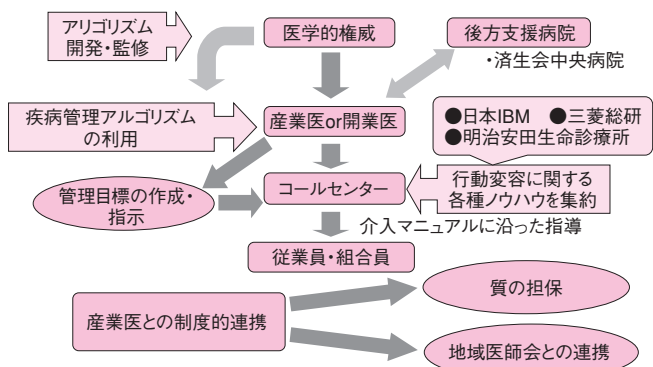 アリゴリズム
開発・監修
医学的権威
後方支援病院
・済生会中央病院
疾病管理アルゴリズム
の利用
産業医or開業医
●日本IBM ●三菱総研
●明治安田生命診療所
管理目標の作成・
指示
コールセンター
行動変容に関する
各種ノウハウを集約
介入マニュアルに沿った指導
従業員・組合員
産業医との制度的連携
質の担保
地域医師会との連携